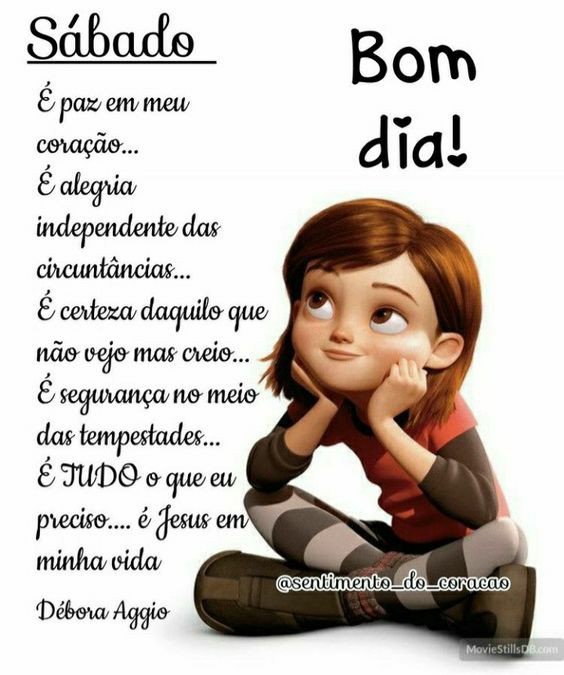 Sábado
É paz em meu
coração...
É alegria
independente das
circuntâncias...
É certeza daquilo que
não vejo mas creio...
É segurança no meio
das tempestades...
É TUDO o que eu
preciso.... é Jesus em
minha vida
Débora Aggio
Bom
dia!
@sentimento_do_coracao
MovieStillsDB.com